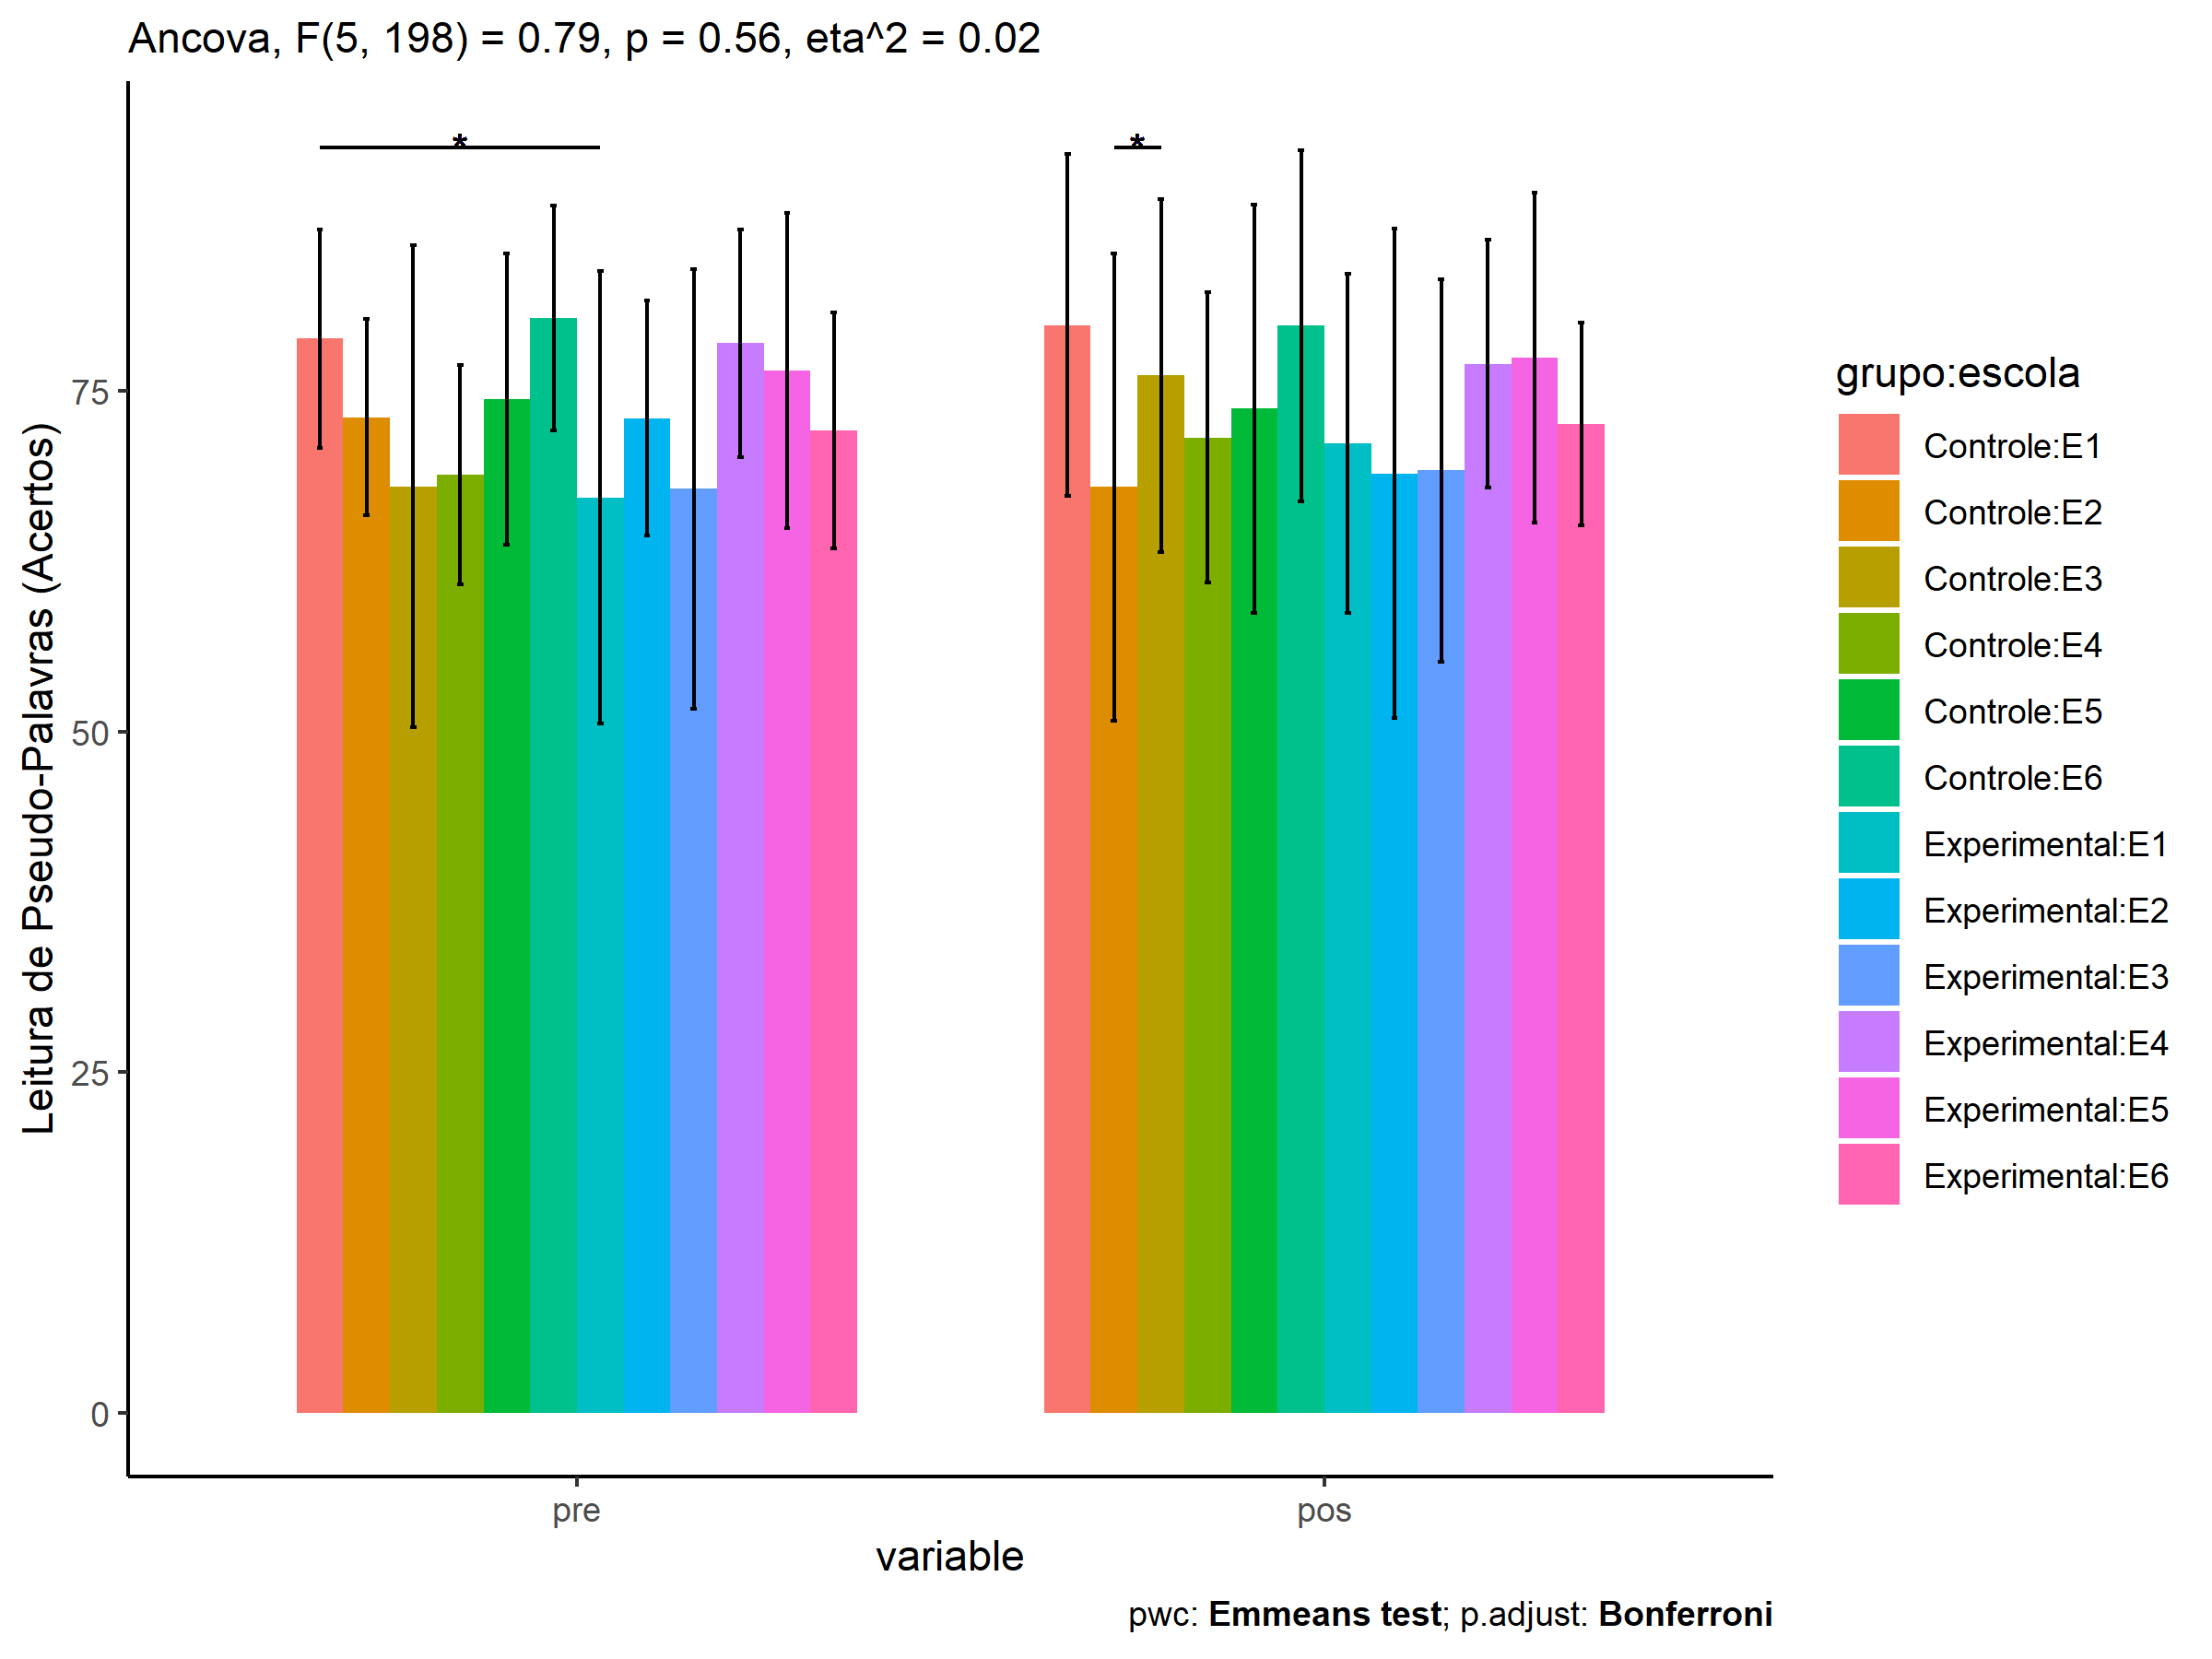 Ancova, F(5, 198) = 0.79, p = 0.56, eta^2 = 0.02
*
*
Leitura de Pseudo-Palavras (Acertos)
75
50
25
0
pre
pos
variable
grupo:escola
Controle:E1
Controle:E2
Controle:E3
Controle:E4
Controle:E5
Controle:E6
Experimental:E1
Experimental:E2
Experimental:E3
Experimental:E4
Experimental:E5
Experimental:E6
pwc: Emmeans test; p.adjust: Bonferroni